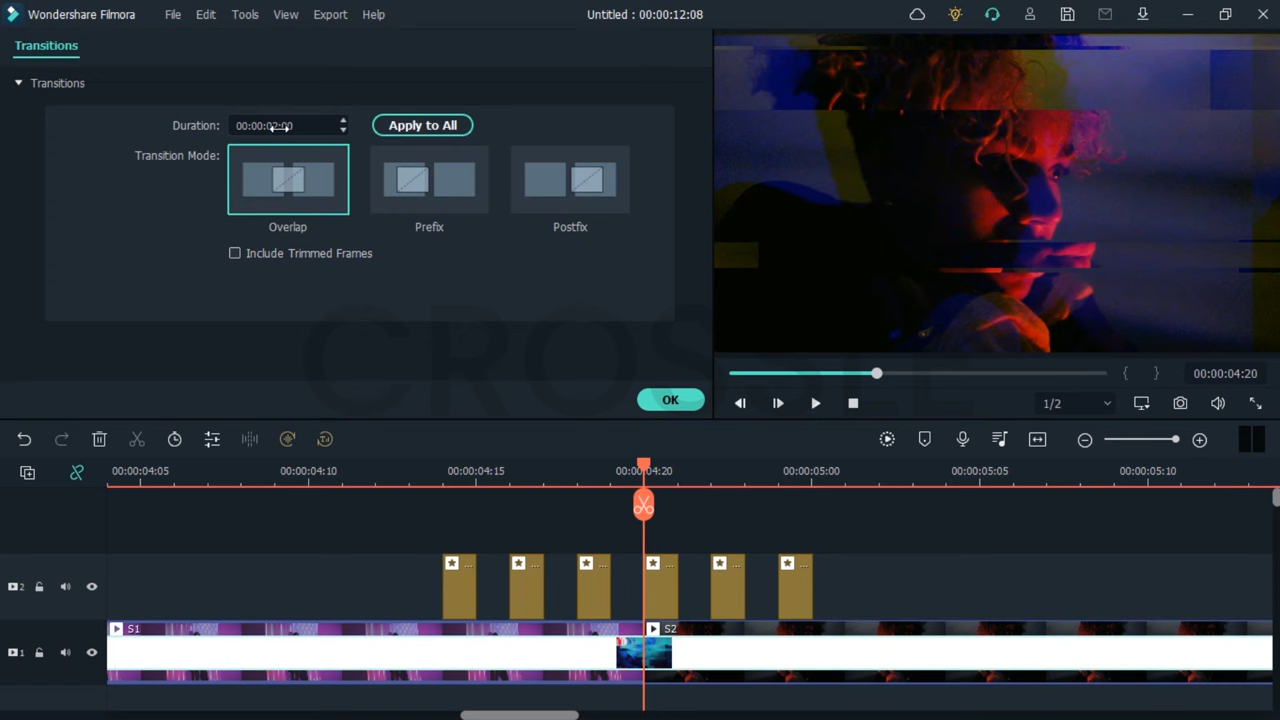 Wondershare Filmora File Edit Tools View Export Help Untitled : 00:00:12:08
Transitions
Transitions
Duration: 00:00:02:00 Apply to All
Transition Mode:
Overlap Prefix Postfix
Include Trimmed Frames
CROSS
OK
00:00:04:20
1/2
00:00:04:05 00:00:04:10 00:00:04:15 00:00:04:20 00:00:05:00 00:00:05:05 00:00:05:10
2 ... ... ... ... ... ...
S1 S2
1